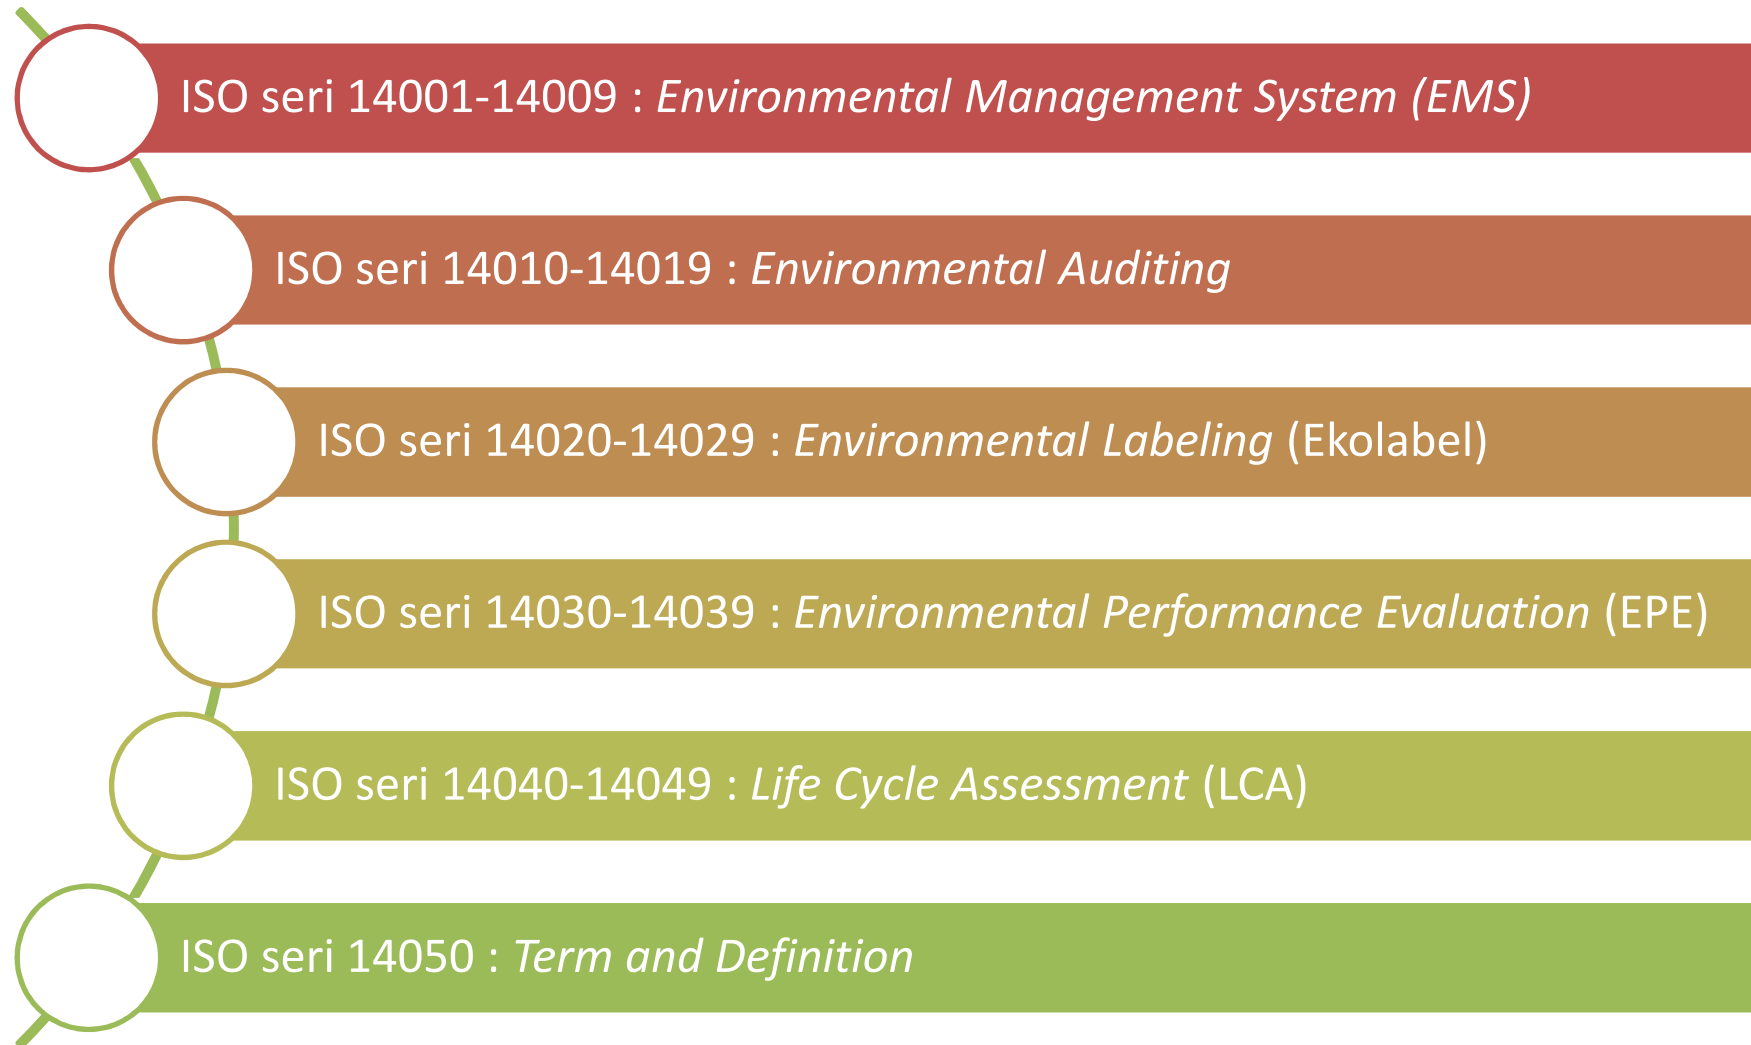 ISO seri 14001-14009 : Environmental Management System (EMS)
ISO seri 14010-14019 : Environmental Auditing
ISO seri 14020-14029 : Environmental Labeling (Ekolabel)
ISO seri 14030-14039 : Environmental Performance Evaluation (EPE)
ISO seri 14040-14049 : Life Cycle Assessment (LCA)
ISO seri 14050 : Term and Definition